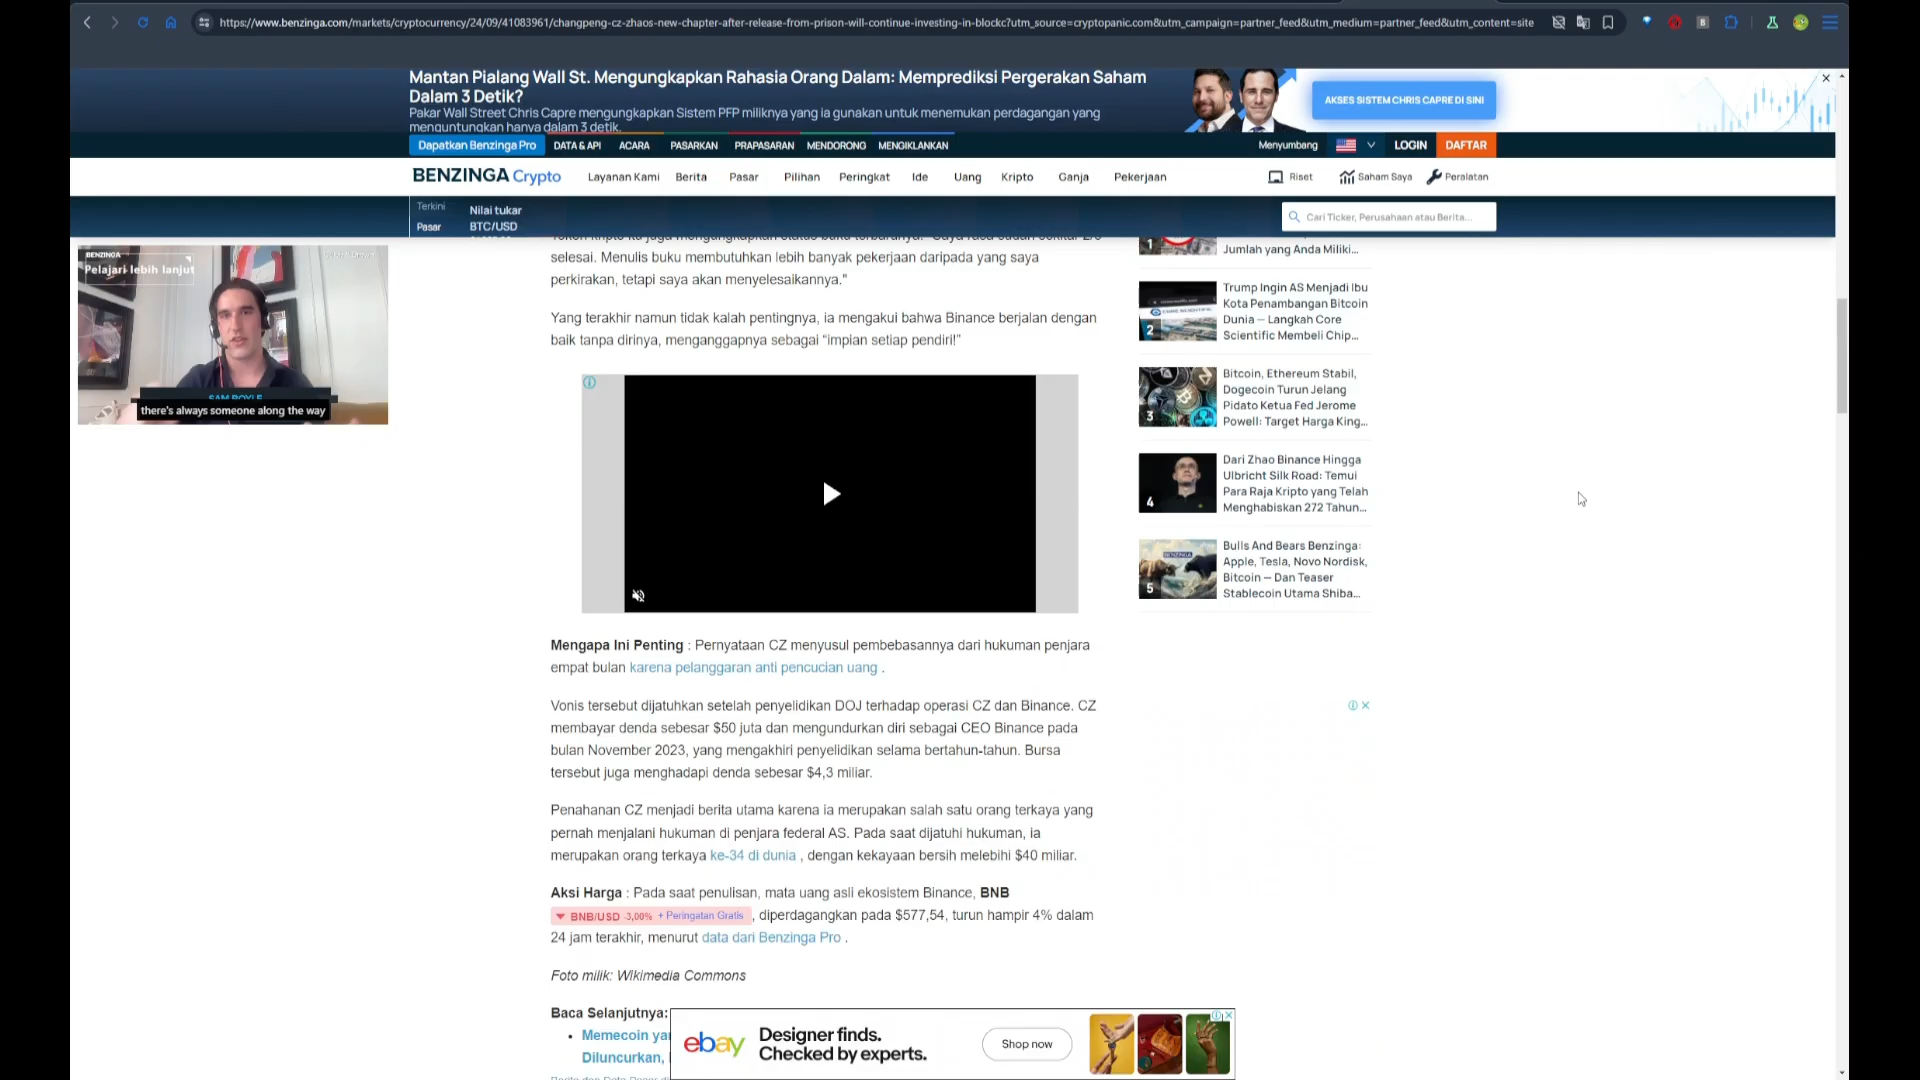 https://www.benzinga.com/markets/cryptocurrency/24/09/41083961/changpeng-cz-zhaos-new-chapter-after-release-from-prison-will-continue-investing-in-blockc?utm_source=cryptopanic.com&utm_campaign=partner_feed&utm_medium=partner_feed&utm_content=site
Mantan Pialang Wall St. Mengungkapkan Rahasia Orang Dalam: Memprediksi Pergerakan Saham
Dalam 3 Detik?
Pakar Wall Street Chris Capre mengungkapkan Sistem PFP miliknya yang ia gunakan untuk menemukan perdagangan yang
menguntungkan hanya dalam 3 detik.
AKSES SISTEM CHRIS CAPRE DI SINI
Dapatkan Benzinga Pro DATA & API ACARA PASARKAN PRAPASARAN MENDORONG MENGIKLANKAN
Menyumbang LOGIN DAFTAR
BENZINGA Crypto
Layanan Kami Berita Pasar Pilihan Peringkat Ide Uang Kripto Ganja Pekerjaan
Riset Saham Saya Peralatan
Terkini
Pasar
Nilai tukar
BTC/USD
Cari Ticker, Perusahaan atau Berita...
BENZINGA
Pelajari lebih lanjut
SAM BOYLE
there's always someone along the way
selesai. Menulis buku membutuhkan lebih banyak pekerjaan daripada yang saya
perkirakan, tetapi saya akan menyelesaikannya."
Yang terakhir namun tidak kalah pentingnya, ia mengakui bahwa Binance berjalan dengan
baik tanpa dirinya, menganggapnya sebagai “impian setiap pendiri!”
Mengapa Ini Penting : Pernyataan CZ menyusul pembebasannya dari hukuman penjara
empat bulan karena pelanggaran anti pencucian uang .
Vonis tersebut dijatuhkan setelah penyelidikan DOJ terhadap operasi CZ dan Binance. CZ
membayar denda sebesar $50 juta dan mengundurkan diri sebagai CEO Binance pada
bulan November 2023, yang mengakhiri penyelidikan selama bertahun-tahun. Bursa
tersebut juga menghadapi denda sebesar $4,3 miliar.
Penahanan CZ menjadi berita utama karena ia merupakan salah satu orang terkaya yang
pernah menjalani hukuman di penjara federal AS. Pada saat dijatuhi hukuman, ia
merupakan orang terkaya ke-34 di dunia , dengan kekayaan bersih melebihi $40 miliar.
Aksi Harga : Pada saat penulisan, mata uang asli ekosistem Binance, BNB
BNB/USD -3,00% + Peringatan Gratis , diperdagangkan pada $577,54, turun hampir 4% dalam
24 jam terakhir, menurut data dari Benzinga Pro .
Foto milik: Wikimedia Commons
Baca Selanjutnya:
Memecoin
Diluncurkan,
1
Jumlah yang Anda Miliki...
2
Trump Ingin AS Menjadi Ibu
Kota Penambangan Bitcoin
Dunia — Langkah Core
Scientific Membeli Chip...
3
Bitcoin, Ethereum Stabil,
Dogecoin Turun Jelang
Pidato Ketua Fed Jerome
Powell: Target Harga King...
4
Dari Zhao Binance Hingga
Ulbricht Silk Road: Temui
Para Raja Kripto yang Telah
Menghabiskan 272 Tahun...
5
Bulls And Bears Benzinga:
Apple, Tesla, Novo Nordisk,
Bitcoin — Dan Teaser
Stablecoin Utama Shiba...
ebay
Designer finds.
Checked by experts.
Shop now